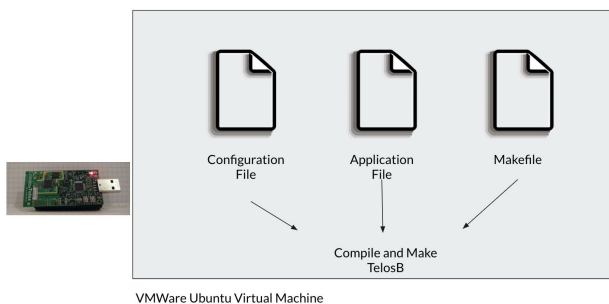 Configuration
File
Application
File
Makefile
Compile and Make
TelosB
VMWare Ubuntu Virtual Machine